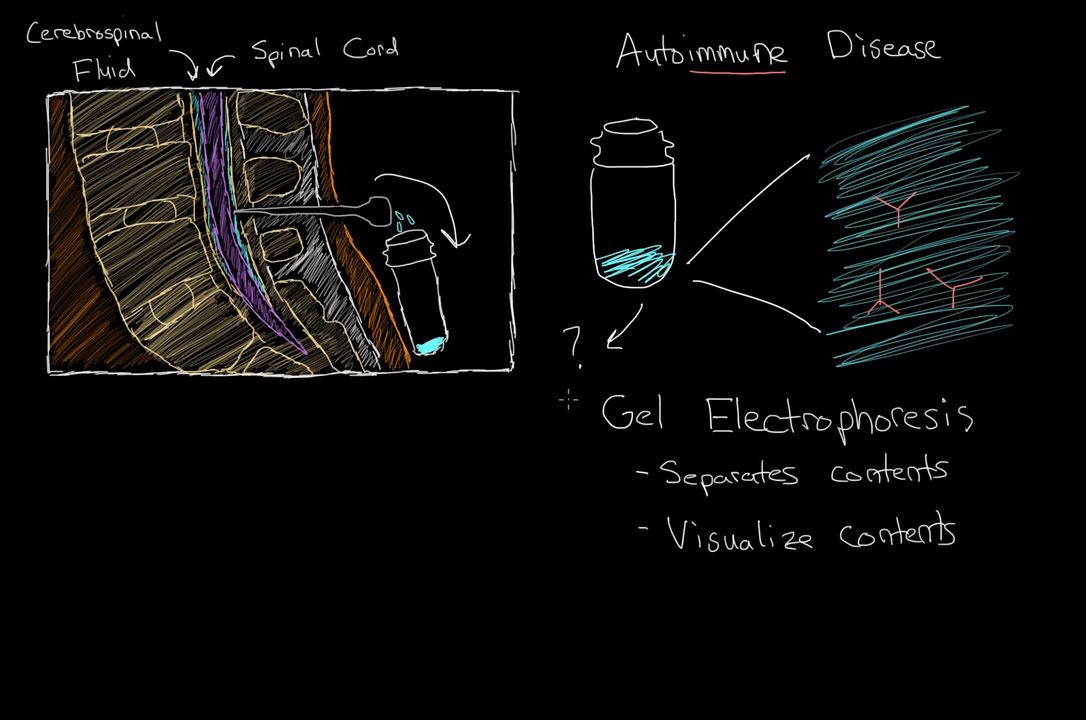 Cerebrospinal
Fluid
Spinal Cord
Autoimmune Disease
?
Gel Electrophoresis
- Separates contents
- Visualize contents